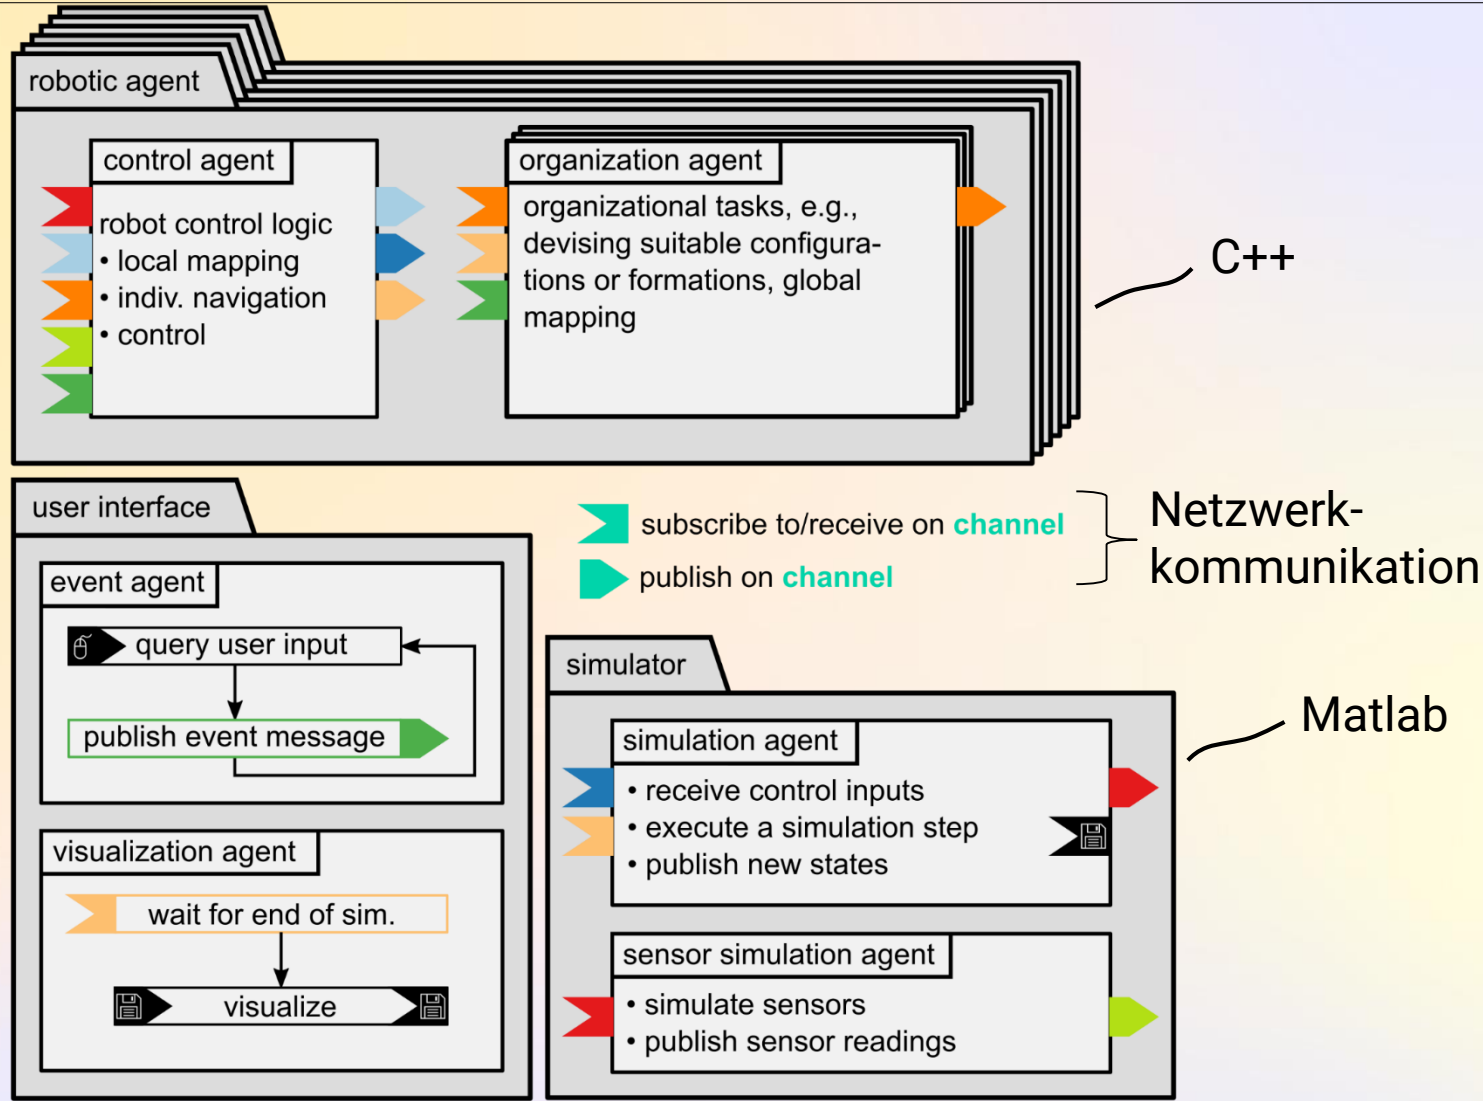 robotic agent
control agent
robot control logic
• local mapping
• indiv. navigation
• control
organization agent
organizational tasks, e.g.,
devising suitable configura-
tions or formations, global
mapping
C++
user interface
event agent
query user input
publish event message
visualization agent
wait for end of sim.
visualize
subscribe to/receive on channel
publish on channel
Netzwerk-
kommunikation
simulator
simulation agent
• receive control inputs
• execute a simulation step
• publish new states
sensor simulation agent
• simulate sensors
• publish sensor readings
Matlab